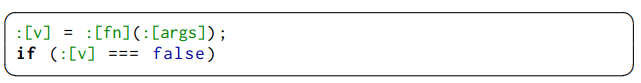 :[v] = :[fn](:[args]);
if (:[v] === false)